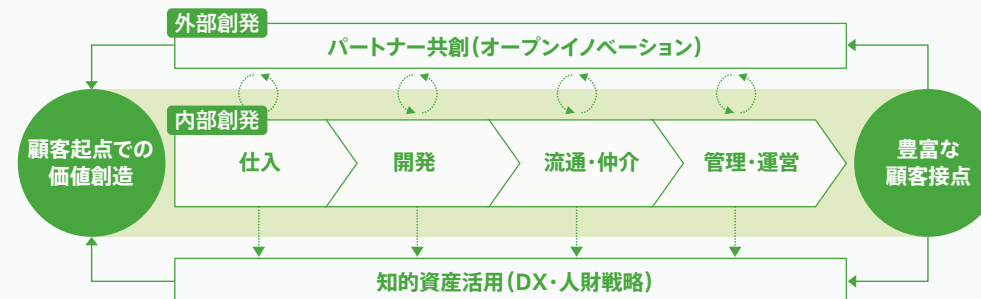 外部創発
パートナー共創(オープンイノベーション)
内部創発
顧客起点での
価値創造
仕入
開発
流通・仲介
管理・運営
豊富な
顧客接点
知的資産活用(DX・人財戦略)